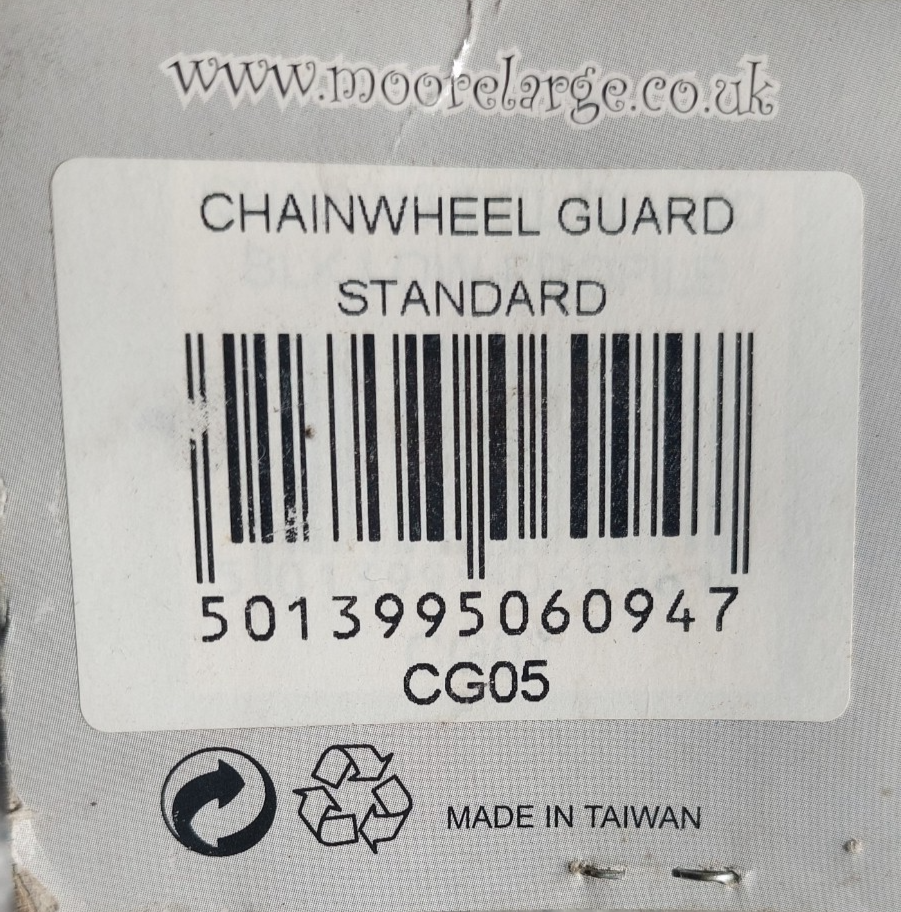 www.moorelarge.co.uk
CHAINWHEEL GUARD
STANDARD
5013995060947
CG05
MADE IN TAIWAN